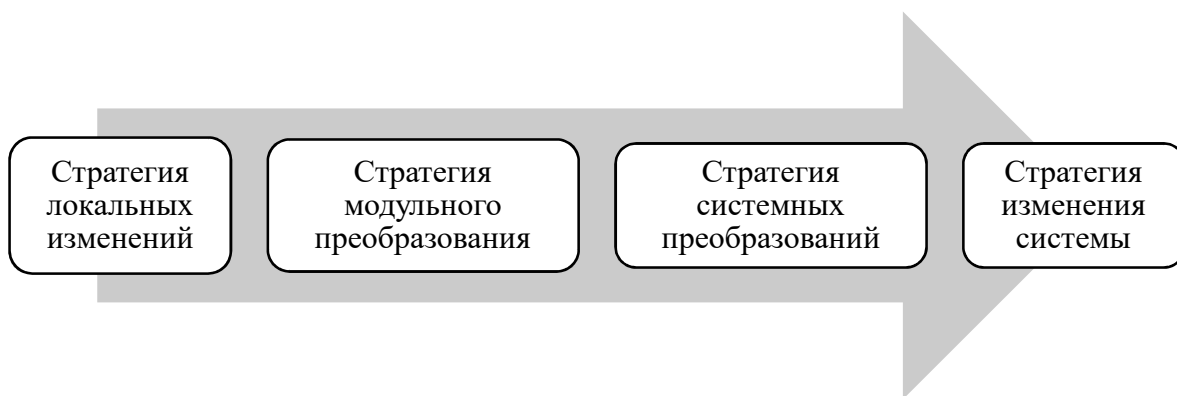 Стратегия
локальных
изменений
Стратегия
модульного
преобразования
Стратегия
системных
преобразований
Стратегия
изменения
системы